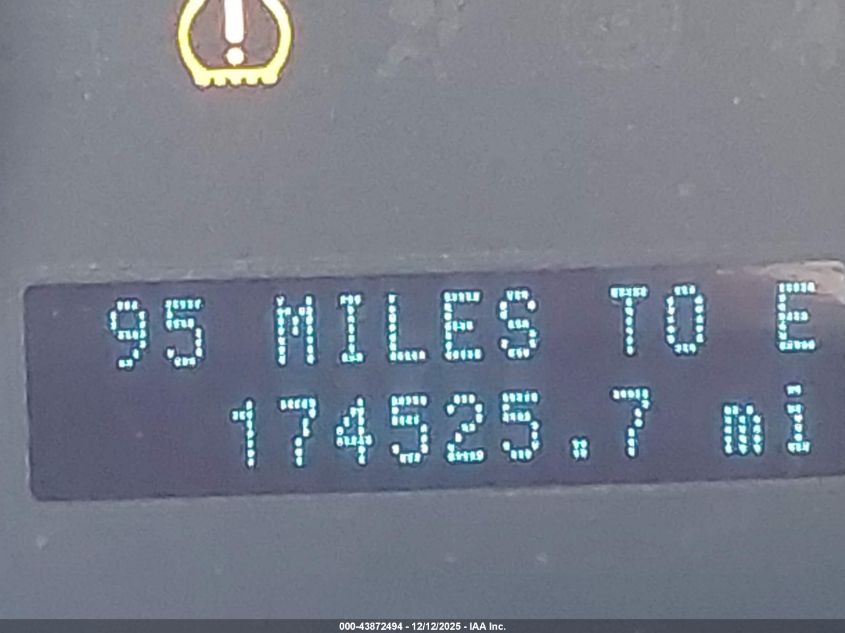 95 MILES TO E
174525.7 mi
000-43872494 - 12/12/2025 - IAA Inc.